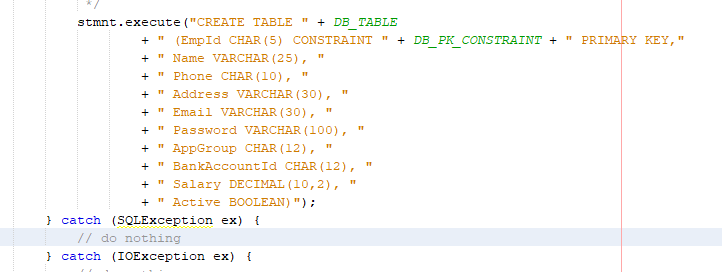 */
stmnt.execute("CREATE TABLE " + DB_TABLE
+ " (EmpId CHAR(5) CONSTRAINT " + DB_PK_CONSTRAINT + " PRIMARY KEY,"
+ " Name VARCHAR(25), "
+ " Phone CHAR(10), "
+ " Address VARCHAR(30), "
+ " Email VARCHAR(30), "
+ " Password VARCHAR(100), "
+ " AppGroup CHAR(12), "
+ " BankAccountId CHAR(12), "
+ " Salary DECIMAL(10,2), "
+ " Active BOOLEAN)");
} catch (SQLException ex) {
// do nothing
} catch (IOException ex) {